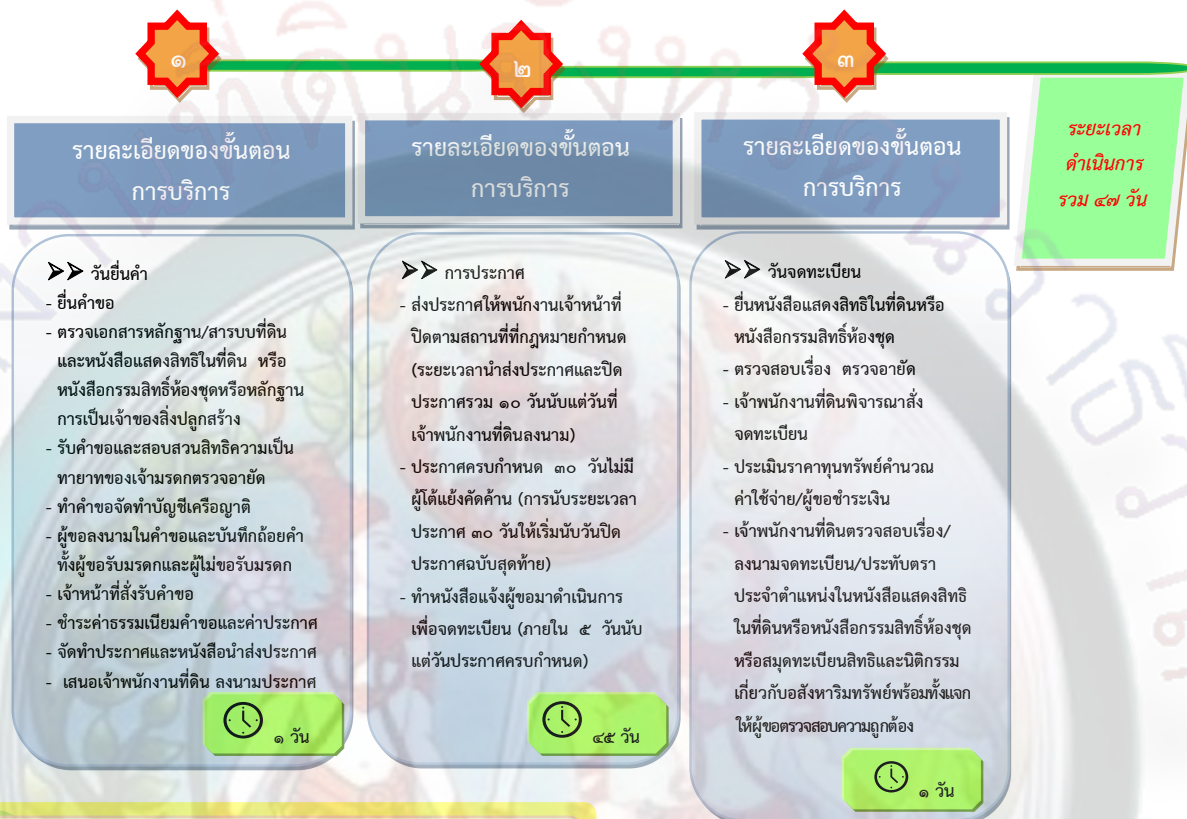 ๑
๒
๓
รายละเอียดของขั้นตอน
การบริการ
รายละเอียดของขั้นตอน
การบริการ
รายละเอียดของขั้นตอน
การบริการ
ระยะเวลา
ดำเนินการ
รวม ๔๗ วัน
วันยื่นคำ
- ยื่นคำขอ
- ตรวจเอกสารหลักฐาน/สารบบที่ดิน
และหนังสือแสดงสิทธิในที่ดิน หรือ
หนังสือกรรมสิทธิ์ห้องชุดหรือหลักฐาน
การเป็นเจ้าของสิ่งปลูกสร้าง
- รับคำขอและสอบสวนสิทธิความเป็น
ทายาทของเจ้ามรดกตรวจอายัด
- ทำคำขอจัดทำบัญชีเครือญาติ
- ผู้ขอลงนามในคำขอและบันทึกถ้อยคำ
ทั้งผู้ขอรับมรดกและผู้ไม่ขอรับมรดก
- เจ้าหน้าที่สั่งรับคำขอ
- ชำระค่าธรรมเนียมคำขอและค่าประกาศ
- จัดทำประกาศและหนังสือนำส่งประกาศ
- เสนอเจ้าพนักงานที่ดิน ลงนามประกาศ
๑ วัน
การประกาศ
- ส่งประกาศให้พนักงานเจ้าหน้าที่
ปิดตามสถานที่ที่กฎหมายกำหนด
(ระยะเวลานำส่งประกาศและปิด
ประกาศรวม ๑๐ วันนับแต่วันที่
เจ้าพนักงานที่ดินลงนาม)
- ประกาศครบกำหนด ๓๐ วันไม่มี
ผู้โต้แย้งคัดค้าน (การนับระยะเวลา
ประกาศ ๓๐ วันให้เริ่มนับวันปิด
ประกาศฉบับสุดท้าย)
- ทำหนังสือแจ้งผู้ขอมาดำเนินการ
เพื่อจดทะเบียน (ภายใน ๕ วันนับ
แต่วันประกาศครบกำหนด)
๔๕ วัน
วันจดทะเบียน
- ยื่นหนังสือแสดงสิทธิในที่ดินหรือ
หนังสือกรรมสิทธิ์ห้องชุด
- ตรวจสอบเรื่อง ตรวจอายัด
- เจ้าพนักงานที่ดินพิจารณาสั่ง
จดทะเบียน
- ประเมินราคาทุนทรัพย์คำนวณ
ค่าใช้จ่าย/ผู้ขอชำระเงิน
- เจ้าพนักงานที่ดินตรวจสอบเรื่อง/
ลงนามจดทะเบียน/ประทับตรา
ประจำตำแหน่งในหนังสือแสดงสิทธิ
ในที่ดินหรือหนังสือกรรมสิทธิ์ห้องชุด
หรือสมุดทะเบียนสิทธิและนิติกรรม
เกี่ยวกับอสังหาริมทรัพย์พร้อมทั้งแจก
ให้ผู้ขอตรวจสอบความถูกต้อง
๑ วัน